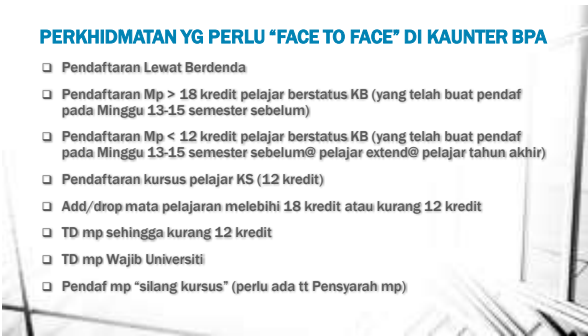 PERKHIDMATAN YG PERLU “FACE TO FACE” DI KAUNTER BPA
Pendaftaran Lewat Berdenda
Pendaftaran Mp > 18 kredit pelajar berstatus KB (yang telah buat pendaf
pada Minggu 13-15 semester sebelum)
Pendaftaran Mp < 12 kredit pelajar berstatus KB (yang telah buat pendaf
pada Minggu 13-15 semester sebelum@ pelajar extend@ pelajar tahun akhir)
Pendaftaran kursus pelajar KS (12 kredit)
Add/drop mata pelajaran melebihi 18 kredit atau kurang 12 kredit
TD mp sehingga kurang 12 kredit
TD mp Wajib Universiti
Pendaf mp “silang kursus” (perlu ada tt Pensyarah mp)